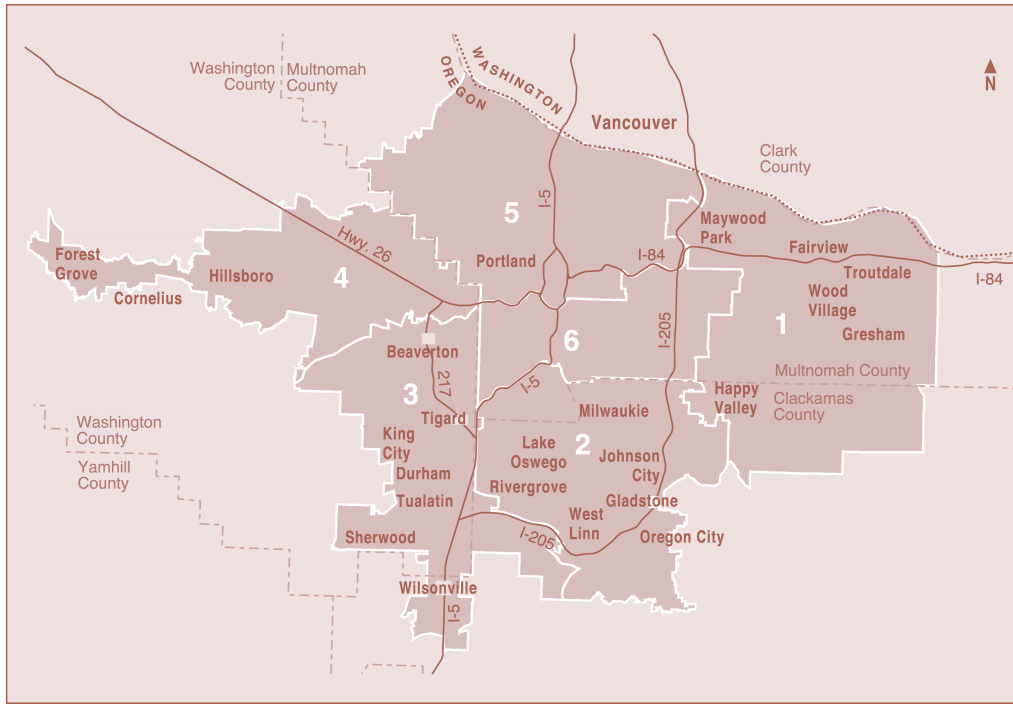 Washington
County
Multnomah
County
WASHINGTON
OREGON
N
Vancouver
Clark
County
5
I-5
Maywood
Park
Hwy. 26
Fairview
Forest
Grove
Portland
I-84
Hillsboro
4
Troutdale
I-84
Cornelius
Wood
Village
1
6
I-205
Gresham
Beaverton
Multnomah County
217
I-5
3
Happy
Valley
Clackamas
County
Milwaukie
Tigard
Washington
County
King
City
Lake
Oswego
2
Johnson
City
Yamhill
County
Durham
Rivergrove
Tualatin
Gladstone
West
Linn
Sherwood
I-205
Oregon City
Wilsonville
I-5